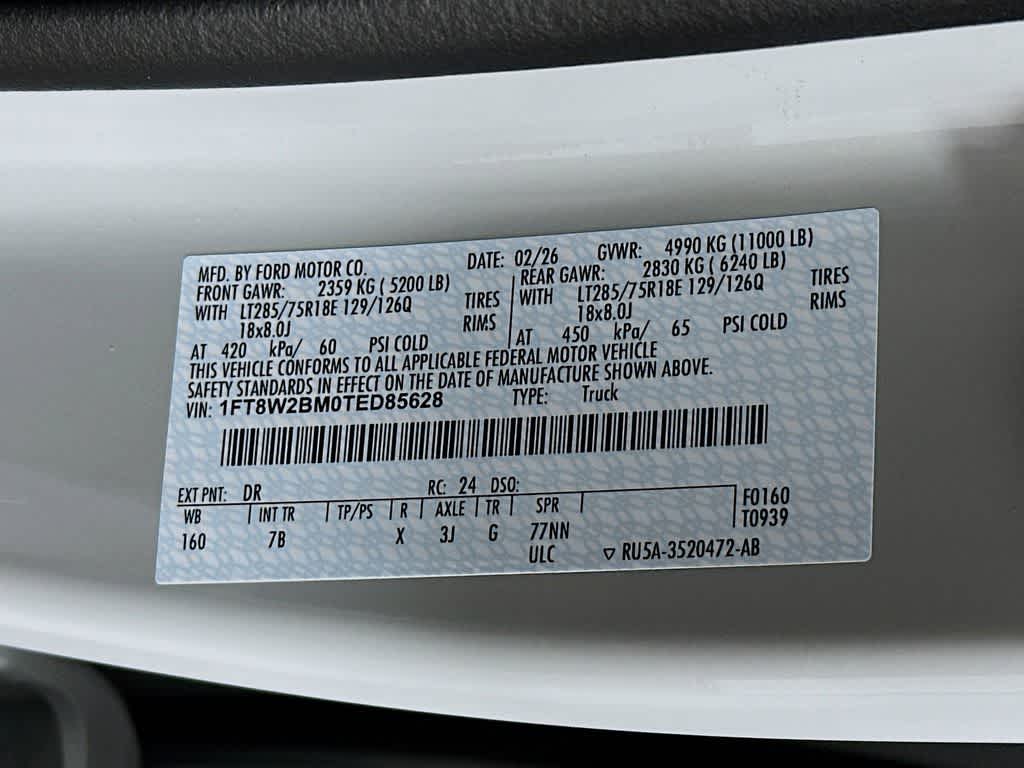 MFD. BY FORD MOTOR CO. DATE: 02/26 GVWR: 4990 KG (11000 LB)
FRONT GAWR: 2359 KG ( 5200 LB) REAR GAWR: 2830 KG ( 6240 LB)
WITH LT285/75R18E 129/126Q TIRES WITH LT285/75R18E 129/126Q TIRES
18x8.0J RIMS 18x8.0J RIMS
AT 420 kPa/ 60 PSI COLD AT 450 kPa/ 65 PSI COLD
THIS VEHICLE CONFORMS TO ALL APPLICABLE FEDERAL MOTOR VEHICLE
SAFETY STANDARDS IN EFFECT ON THE DATE OF MANUFACTURE SHOWN ABOVE.
VIN: 1FT8W2BM0TED85628 TYPE: Truck
EXT PNT: DR RC: 24 DSO: F0160
WB INT TR TP/PS R AXLE TR SPR T0939
160 7B X 3J G 77NN
ULC ▽ RU5A-3520472-AB